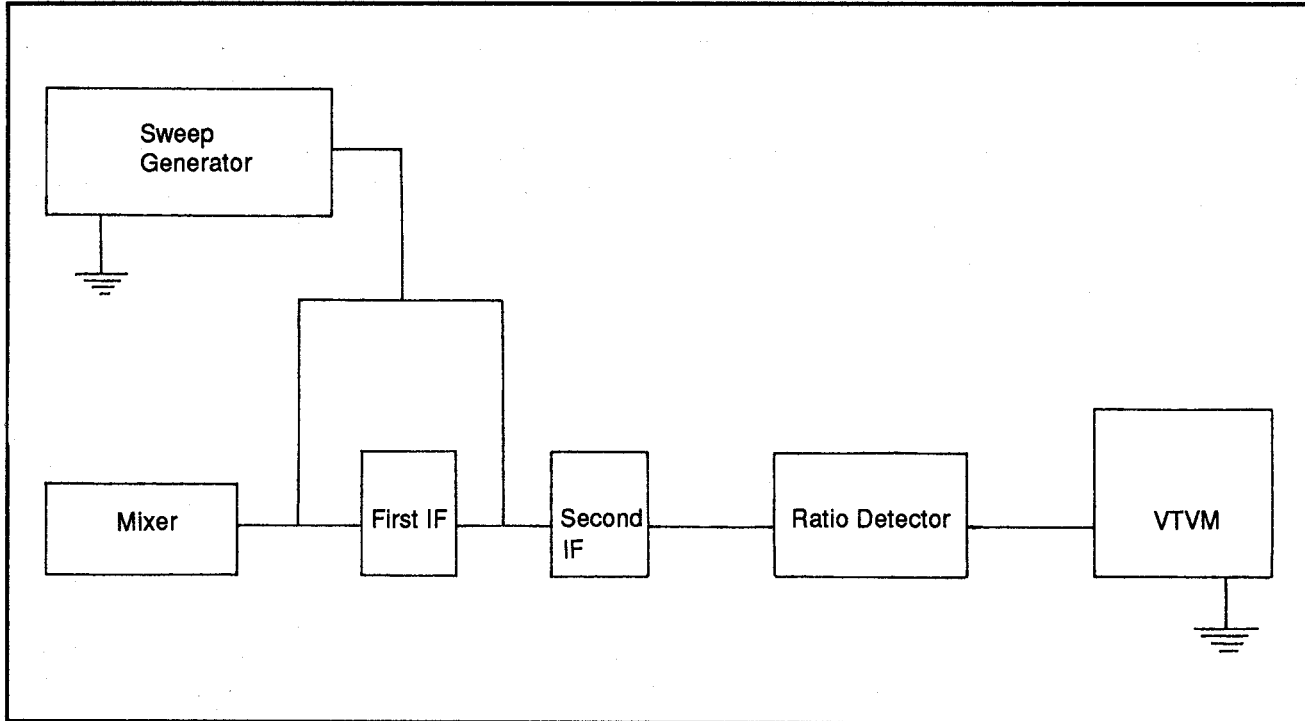 Sweep
Generator
Mixer
First IF
Second
IF
Ratio Detector
VTVM